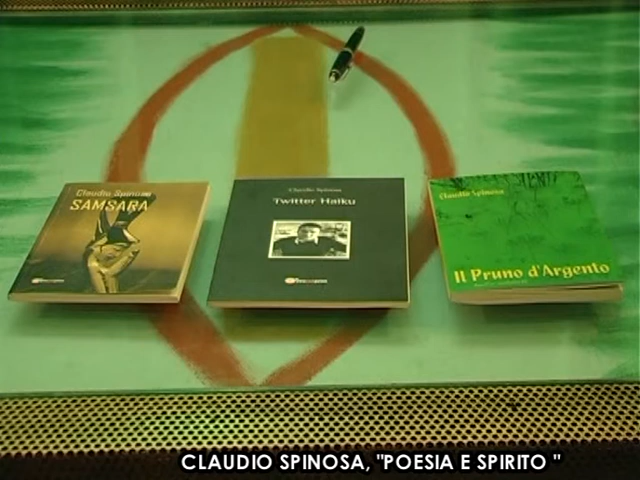 Claudio Spinosa
SAMSARA
Claudio Spinosa
Twitter Haiku
Claudio Spinosa
Il Pruno d'Argento
CLAUDIO SPINOSA, "POESIA E SPIRITO "